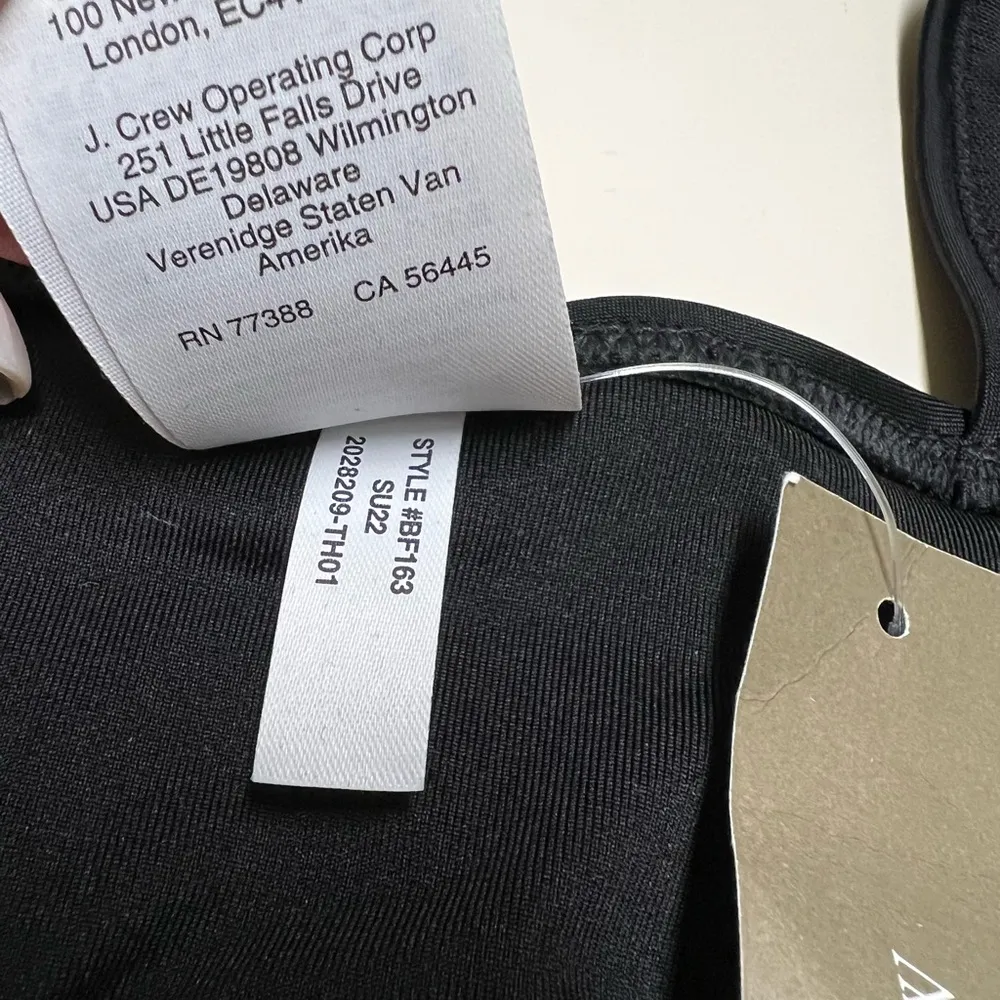 100
London,
J. Crew Operating Corp
251 Little Falls Drive
USA DE19808 Wilmington
Delaware
Verenidge Staten Van
Amerika
RN 77388 CA 56445
STYLE #BF163
SU22
2028209-TH01